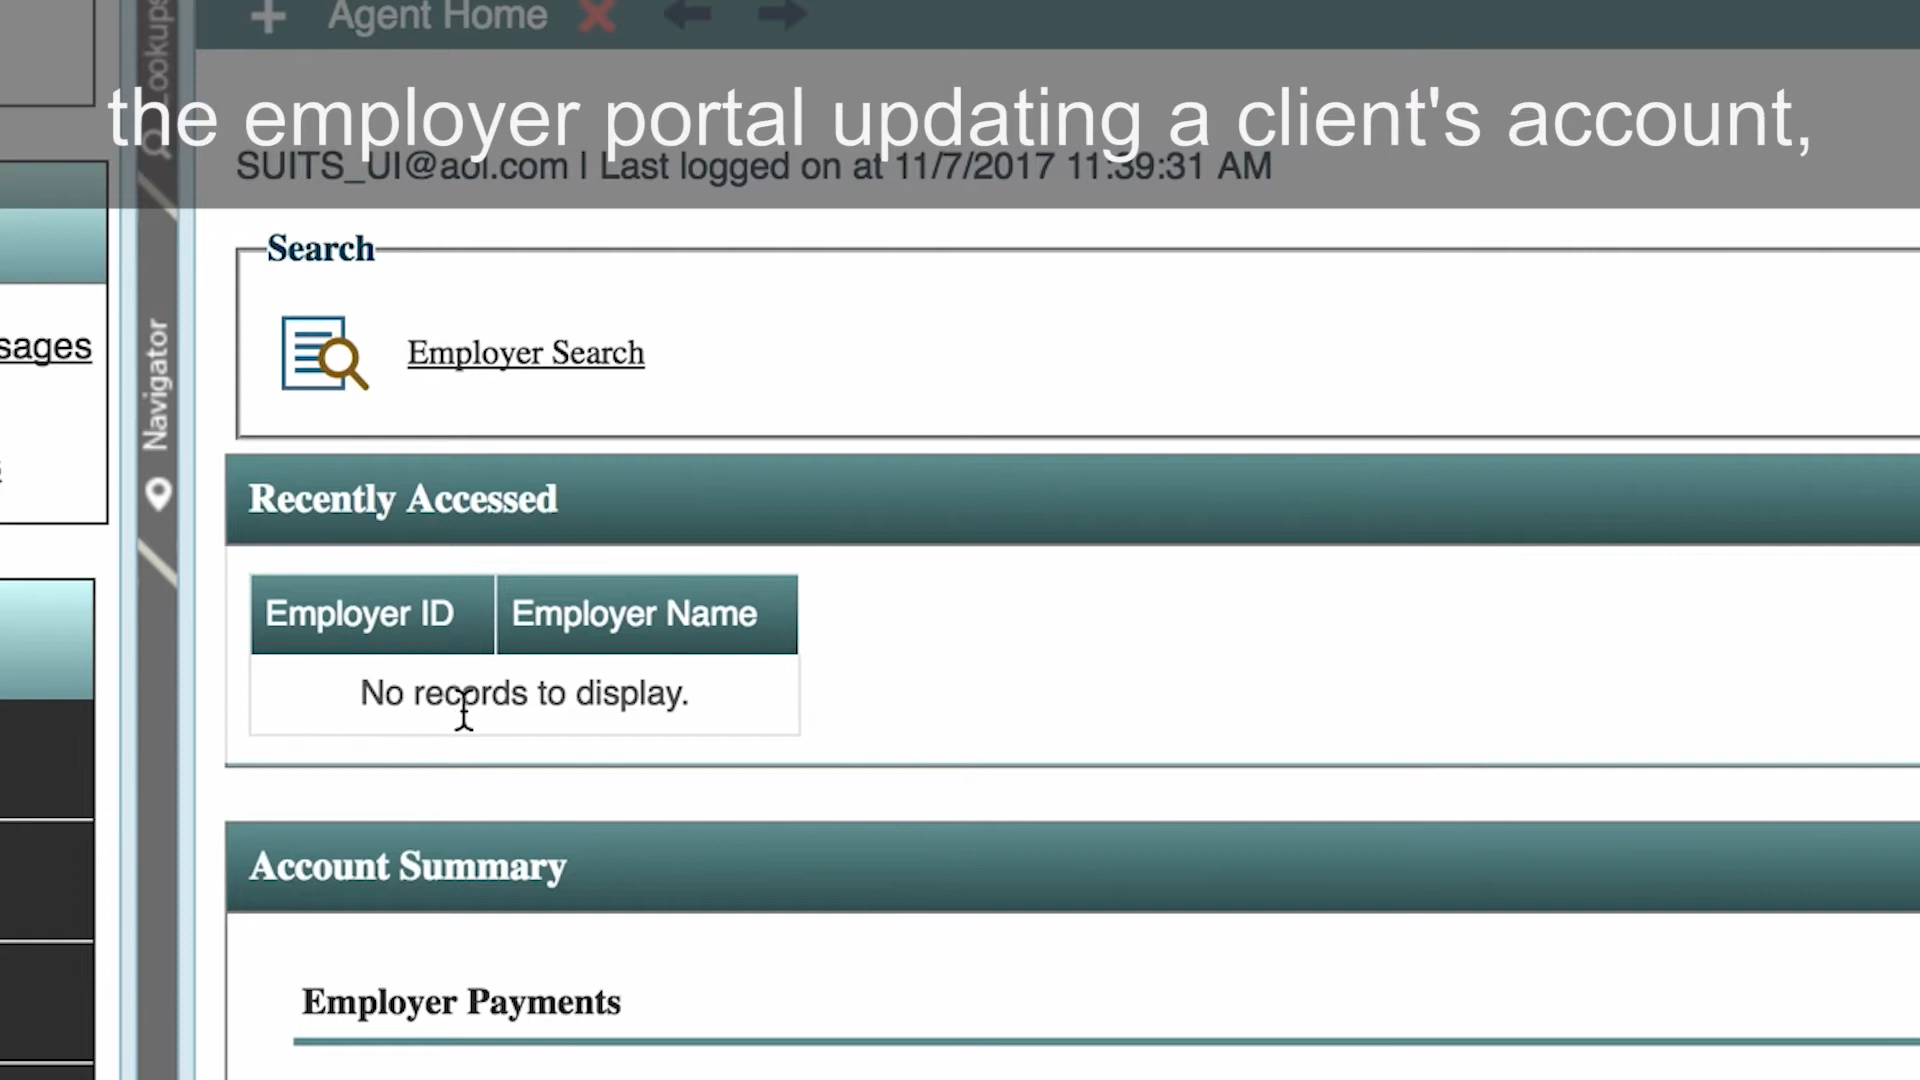 Agent Home
the employer portal updating a client's account,
SUITS_UI@aol.com | Last logged on at 11/7/2017 11:39:31 AM
Search
Employer Search
Navigator
Recently Accessed
Employer ID Employer Name
No records to display.
Account Summary
Employer Payments